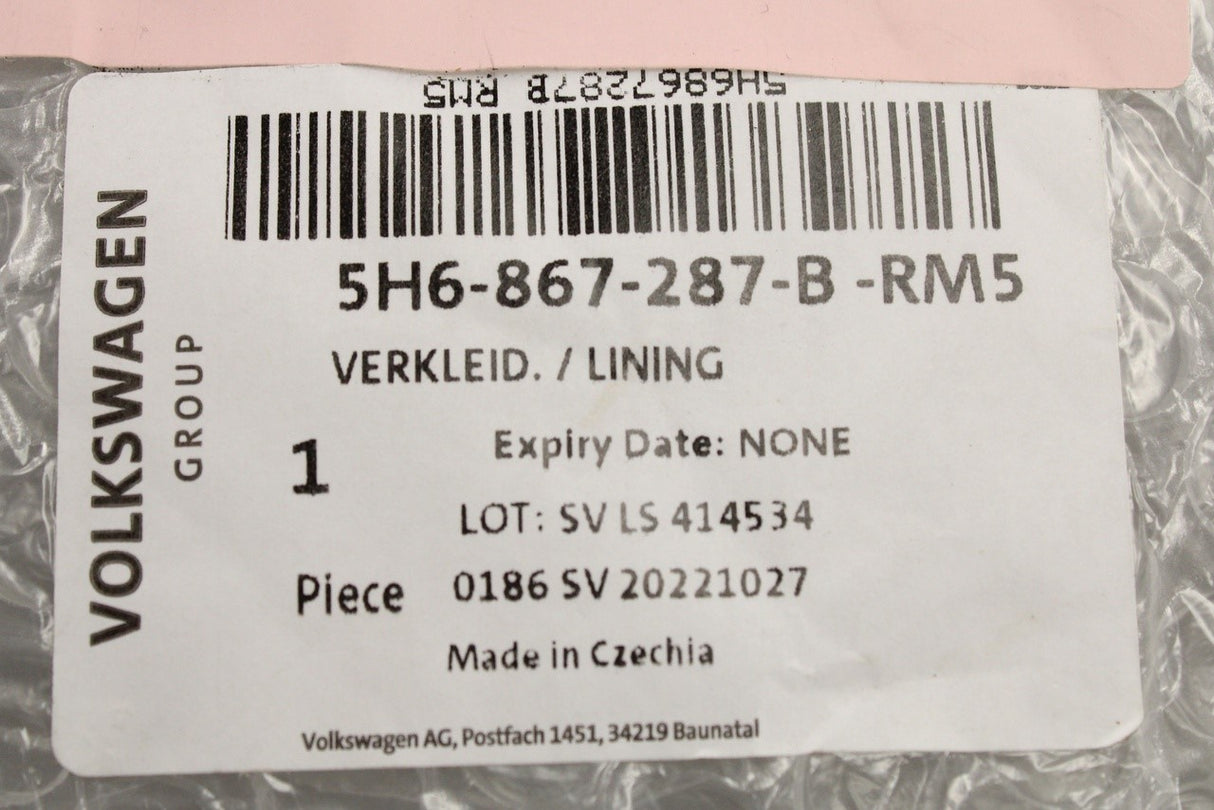 5H6867287B RM5
5H6-867-287-B -RM5
VERKLEID. / LINING
1
Expiry Date: NONE
LOT: SV LS 414534
Piece
0186 SV 20221027
Made in Czechia
Volkswagen AG, Postfach 1451, 34219 Baunatal
VOLKSWAGEN
GROUP